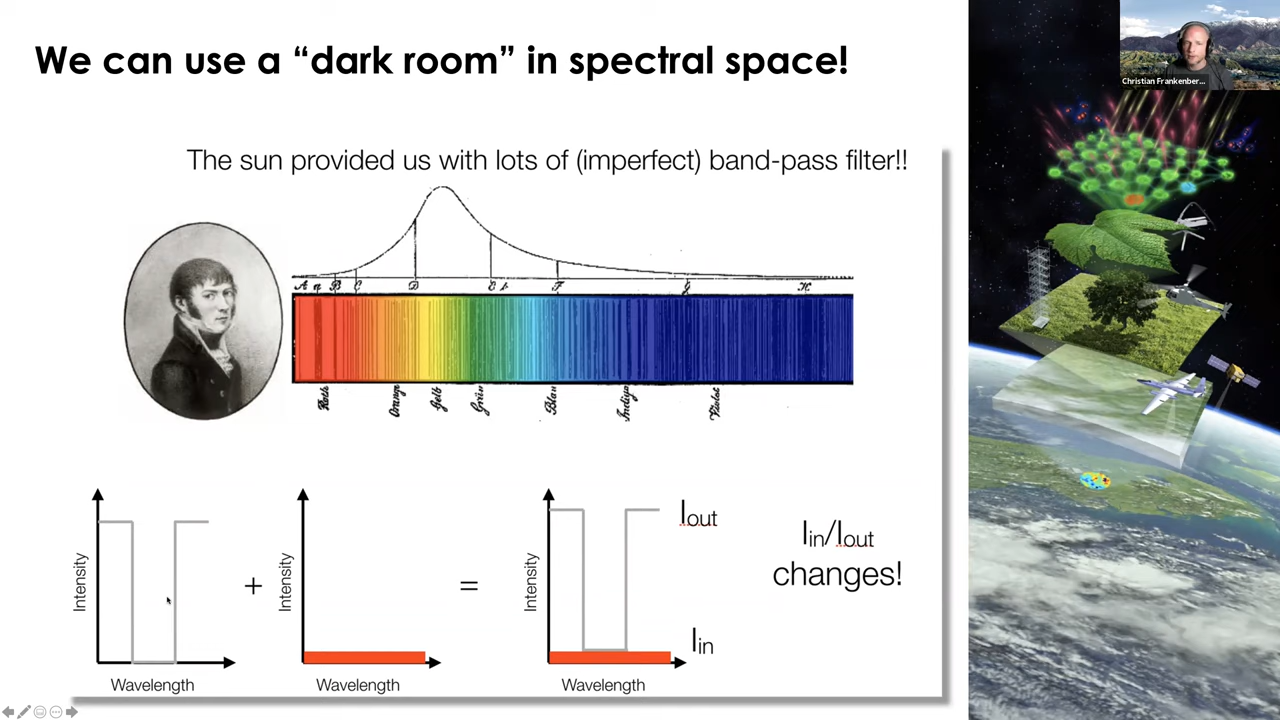 We can use a “dark room” in spectral space!
Christian Frankenber...
The sun provided us with lots of (imperfect) band-pass filter!!
A a B C D E b F G H
Roth Orange Gelb Grün Blau Indigo Violet
Intensity
Wavelength
+
Intensity
Wavelength
=
Intensity
Wavelength
Iout
Iin
Iin/Iout
changes!